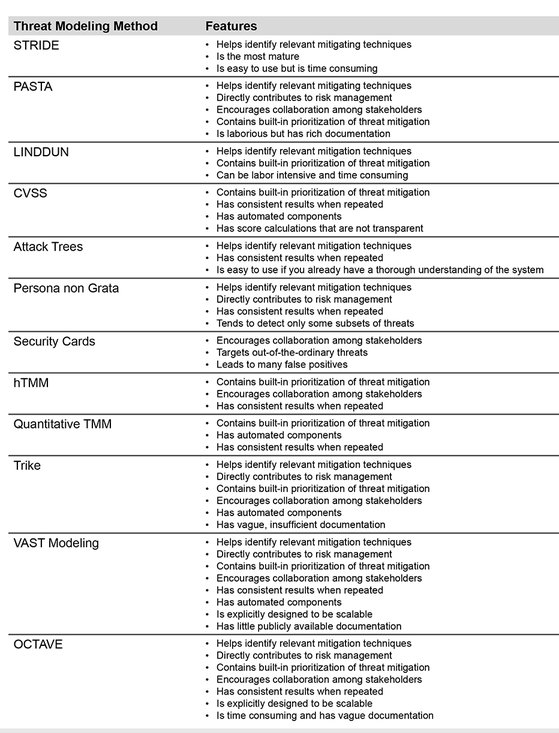 Threat Modeling Method Features
STRIDE
• Helps identify relevant mitigating techniques
• Is the most mature
• Is easy to use but is time consuming
PASTA
• Helps identify relevant mitigating techniques
• Directly contributes to risk management
• Encourages collaboration among stakeholders
• Contains built-in prioritization of threat mitigation
• Is laborious but has rich documentation
LINDDUN
• Helps identify relevant mitigation techniques
• Contains built-in prioritization of threat mitigation
• Can be labor intensive and time consuming
CVSS
• Contains built-in prioritization of threat mitigation
• Has consistent results when repeated
• Has automated components
• Has score calculations that are not transparent
Attack Trees
• Helps identify relevant mitigation techniques
• Has consistent results when repeated
• Is easy to use if you already have a thorough understanding of the system
Persona non Grata
• Helps identify relevant mitigation techniques
• Directly contributes to risk management
• Has consistent results when repeated
• Tends to detect only some subsets of threats
Security Cards
• Encourages collaboration among stakeholders
• Targets out-of-the-ordinary threats
• Leads to many false positives
hTMM
• Contains built-in prioritization of threat mitigation
• Encourages collaboration among stakeholders
• Has consistent results when repeated
Quantitative TMM
• Contains built-in prioritization of threat mitigation
• Has automated components
• Has consistent results when repeated
Trike
• Helps identify relevant mitigation techniques
• Directly contributes to risk management
• Contains built-in prioritization of threat mitigation
• Encourages collaboration among stakeholders
• Has automated components
• Has vague, insufficient documentation
VAST Modeling
• Helps identify relevant mitigation techniques
• Directly contributes to risk management
• Contains built-in prioritization of threat mitigation
• Encourages collaboration among stakeholders
• Has consistent results when repeated
• Has automated components
• Is explicitly designed to be scalable
• Has little publicly available documentation
OCTAVE
• Helps identify relevant mitigation techniques
• Directly contributes to risk management
• Contains built-in prioritization of threat mitigation
• Encourages collaboration among stakeholders
• Has consistent results when repeated
• Is explicitly designed to be scalable
• Is time consuming and has vague documentation